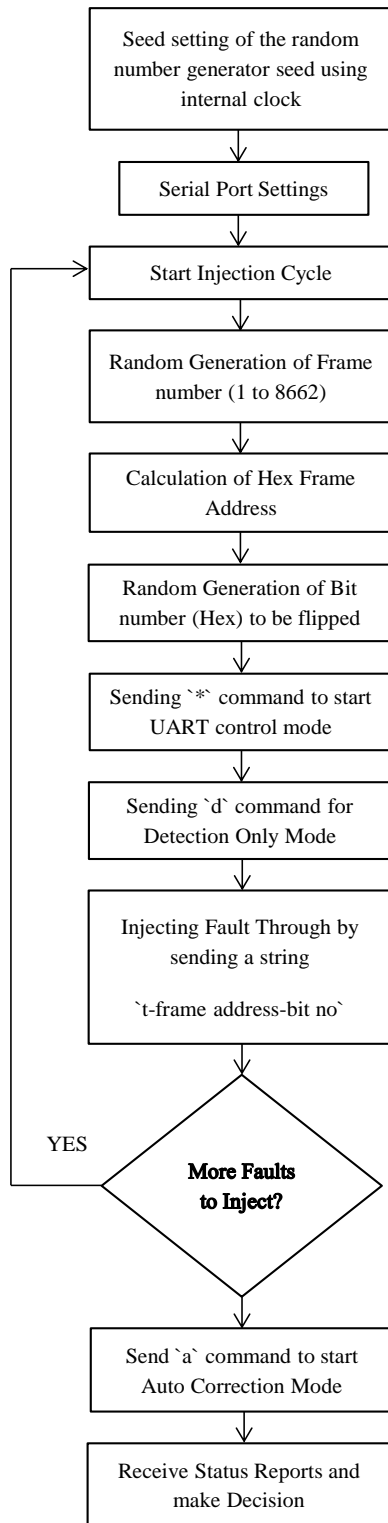 Seed setting of the random
number generator seed using
internal clock
Serial Port Settings
Start Injection Cycle
Random Generation of Frame
number (1 to 8662)
Calculation of Hex Frame
Address
Random Generation of Bit
number (Hex) to be flipped
Sending `*` command to start
UART control mode
Sending `d` command for
Detection Only Mode
Injecting Fault Through by
sending a string
`t-frame address-bit no`
YES
More Faults
to Inject?
Send `a` command to start
Auto Correction Mode
Receive Status Reports and
make Decision